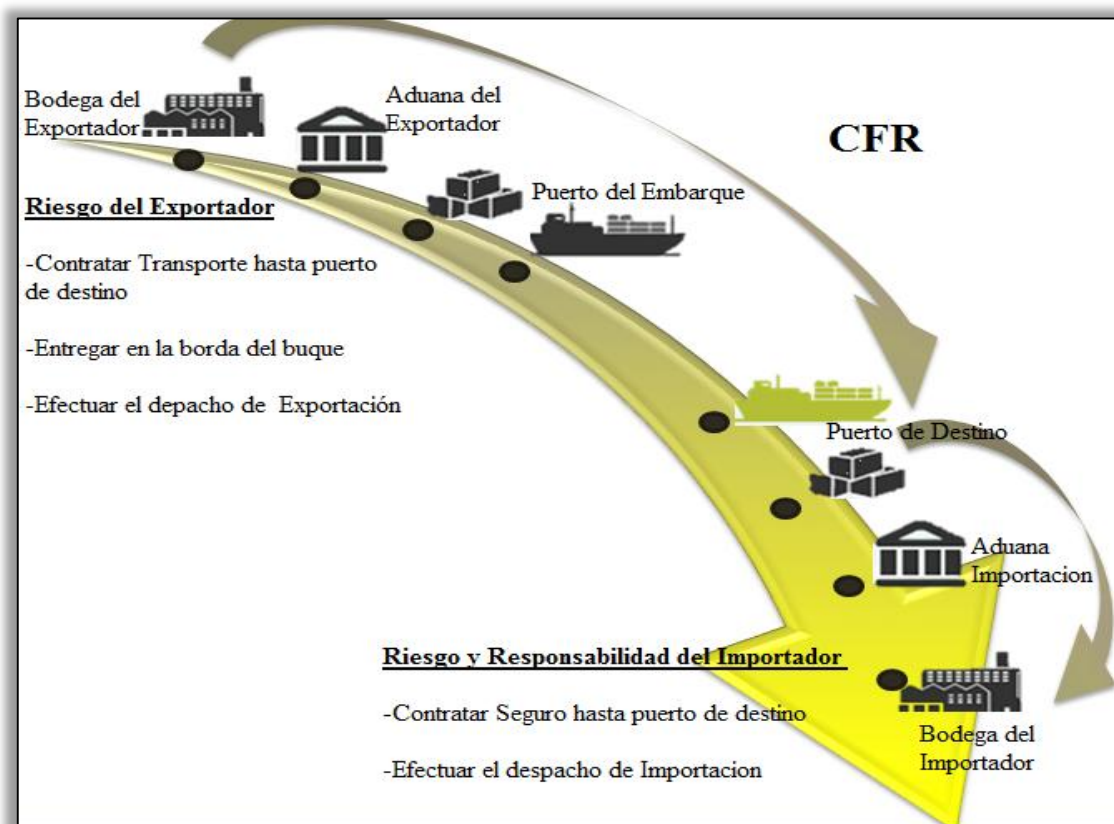 Bodega del
Exportador
Aduana del
Exportador
CFR
Puerto del Embarque
Riesgo del Exportador
-Contratar Transporte hasta puerto
de destino
-Entregar en la borda del buque
-Efectuar el depacho de Exportación
Puerto de Destino
Aduana
Importacion
Riesgo y Responsabilidad del Importador
-Contratar Seguro hasta puerto de destino
-Efectuar el despacho de Importacion
Bodega del
Importador